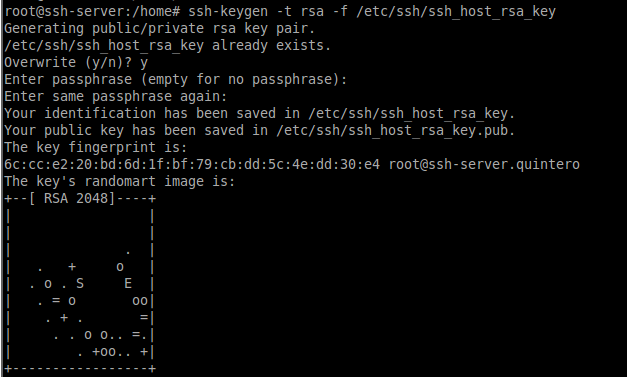 root@ssh-server:/home# ssh-keygen -t rsa -f /etc/ssh/ssh_host_rsa_key
Generating public/private rsa key pair.
/etc/ssh/ssh_host_rsa_key already exists.
Overwrite (y/n)? y
Enter passphrase (empty for no passphrase):
Enter same passphrase again:
Your identification has been saved in /etc/ssh/ssh_host_rsa_key.
Your public key has been saved in /etc/ssh/ssh_host_rsa_key.pub.
The key fingerprint is:
6c:cc:e2:20:bd:6d:1f:bf:79:cb:dd:5c:4e:dd:30:e4 root@ssh-server.quintero
The key's randomart image is:
+--[ RSA 2048]----+
|                 |
|                 |
|              .  |
|   .   +     o   |
|  . o . S     E  |
|   . = o       oo|
|    . + .       =|
|     . . o o.. =.|
|        . +oo.. +|
+-----------------+